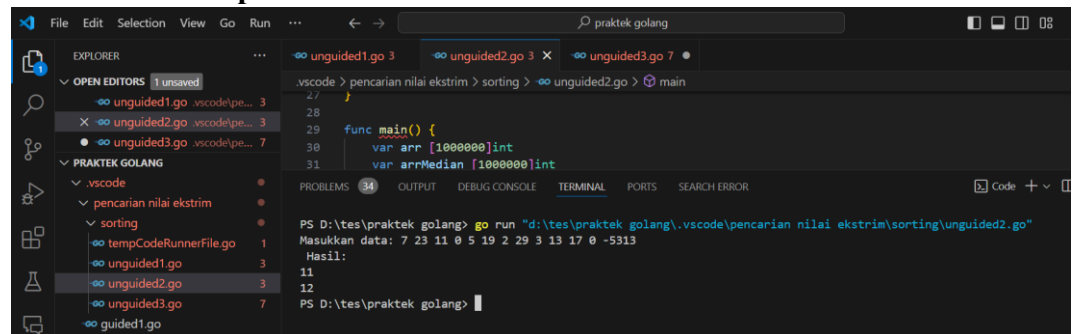 File Edit Selection View Go Run ... praktek golang
EXPLORER ...
OPEN EDITORS 1 unsaved
unguided1.go .vscode\pe... 3
unguided2.go .vscode\pe... 3
unguided3.go .vscode\pe... 7
PRAKTEK GOLANG
.vscode
pencarian nilai ekstrim
sorting
tempCodeRunnerFile.go 1
unguided1.go 3
unguided2.go 3
unguided3.go 7
guided1.go
1
unguided1.go 3 unguided2.go 3 unguided3.go 7
.vscode > pencarian nilai ekstrim > sorting > unguided2.go > main
27 }
28
29 func main() {
30 var arr [1000000]int
31 var arrMedian [1000000]int
PROBLEMS 34 OUTPUT DEBUG CONSOLE TERMINAL PORTS SEARCH ERROR Code
PS D:\tes\praktek golang> go run "d:\tes\praktek golang\.vscode\pencarian nilai ekstrim\sorting\unguided2.go"
Masukkan data: 7 23 11 0 5 19 2 29 3 13 17 0 -5313
Hasil:
11
12
PS D:\tes\praktek golang>